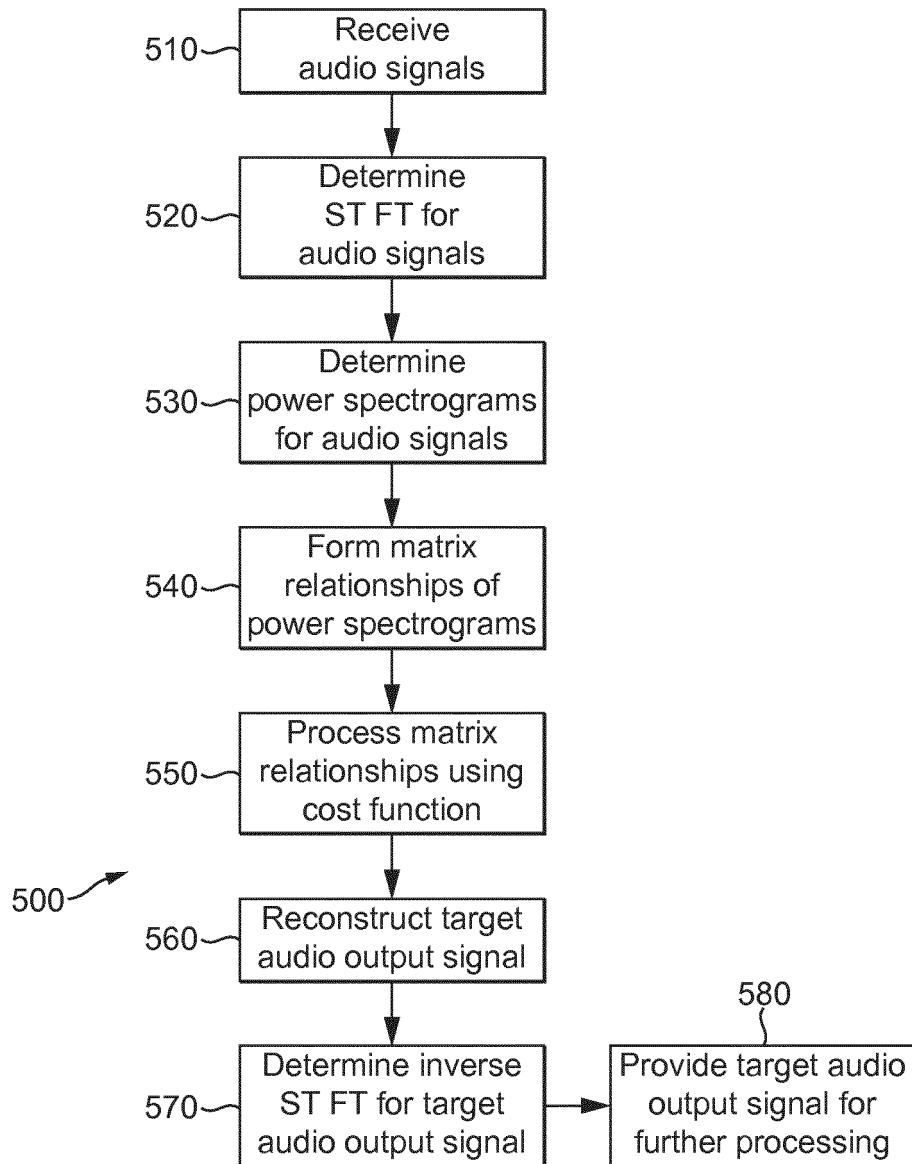 510
Receive
audio signals
520
Determine
ST FT for
audio signals
530
Determine
power spectrograms
for audio signals
540
Form matrix
relationships of
power spectrograms
550
Process matrix
relationships using
cost function
500
560
Reconstruct target
audio output signal
570
Determine inverse
ST FT for target
audio output signal
580
Provide target audio
output signal for
further processing